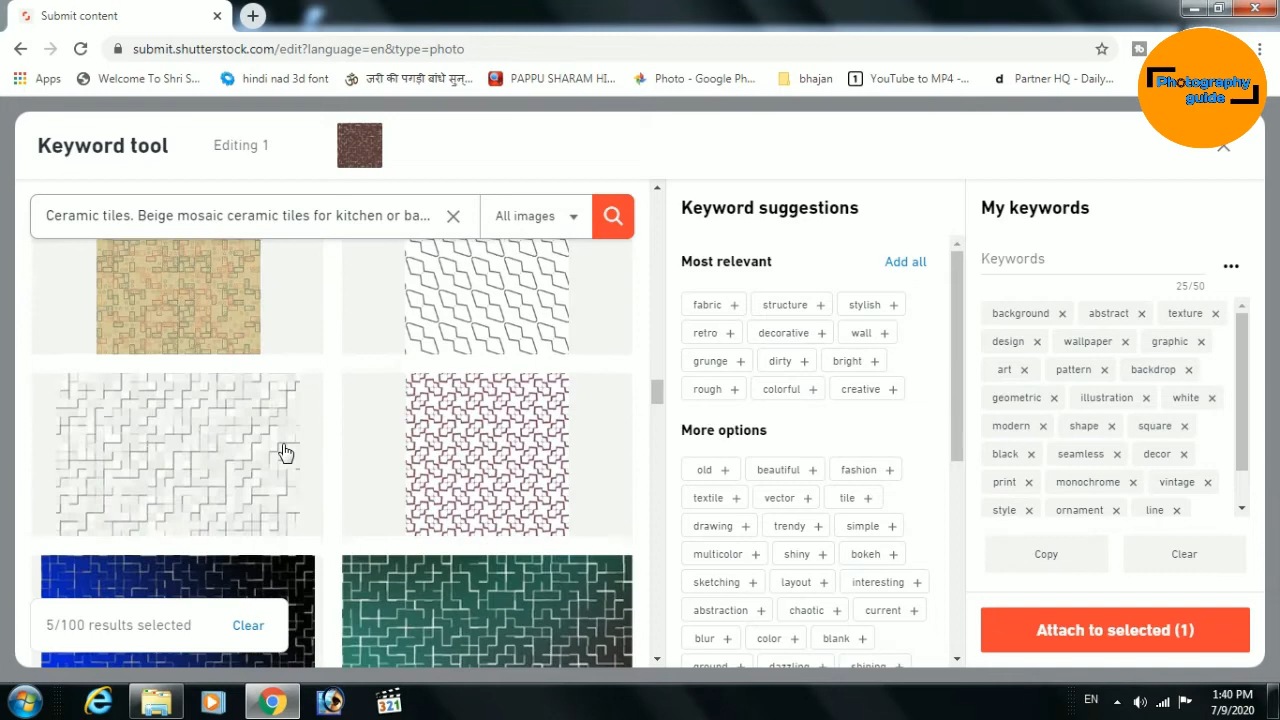 Submit content
submit.shutterstock.com/edit?language=en&type=photo
Apps Welcome To Shri S... hindi nad 3d font जरी की पगड़ी बांधे सुन... PAPPU SHARAM HI... Photo - Google Ph... bhajan YouTube to MP4 -... Partner HQ - Daily...
Photography
guide
Keyword tool Editing 1
Ceramic tiles. Beige mosaic ceramic tiles for kitchen or ba... All images
5/100 results selected Clear
Keyword suggestions
Most relevant Add all
fabric + structure + stylish +
retro + decorative + wall +
grunge + dirty + bright +
rough + colorful + creative +
More options
old + beautiful + fashion +
textile + vector + tile +
drawing + trendy + simple +
multicolor + shiny + bokeh +
sketching + layout + interesting +
abstraction + chaotic + current +
blur + color + blank +
ground + dazzling + shining +
My keywords
Keywords
25/50
background × abstract × texture ×
design × wallpaper × graphic ×
art × pattern × backdrop ×
geometric × illustration × white ×
modern × shape × square ×
black × seamless × decor ×
print × monochrome × vintage ×
style × ornament × line ×
Copy Clear
Attach to selected (1)
321
EN
1:40 PM
7/9/2020